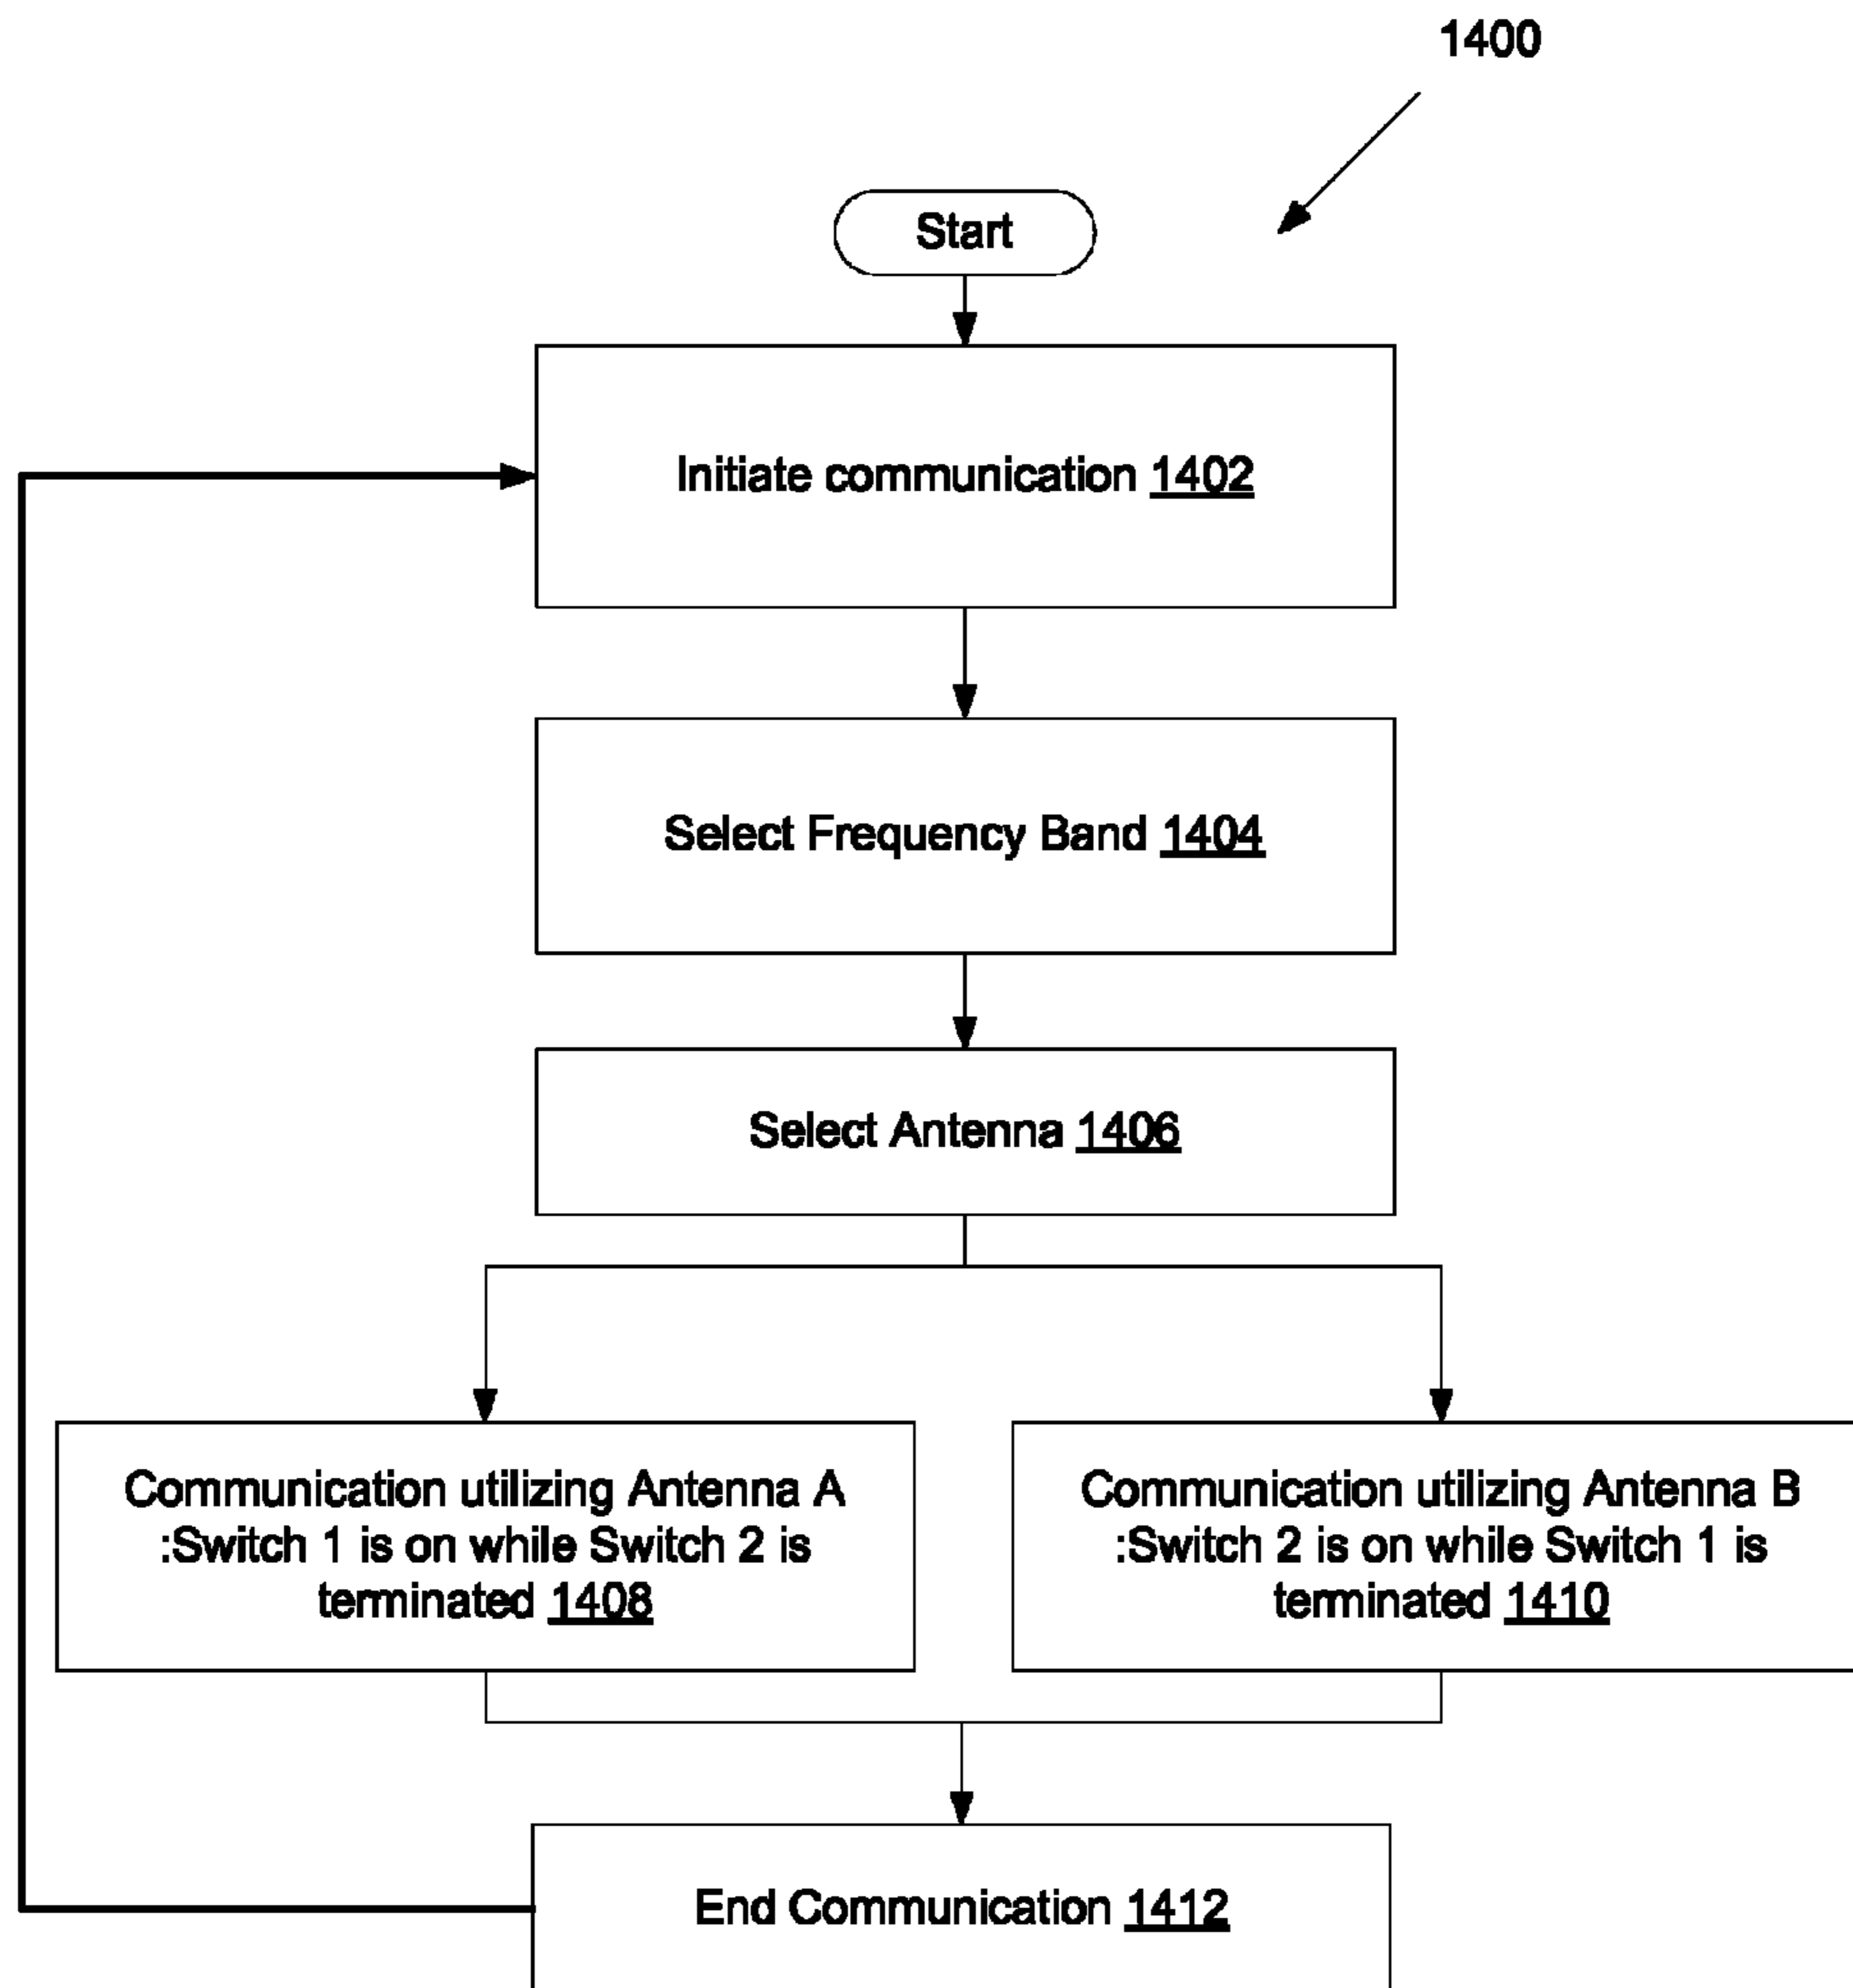 1400
Start
Initiate communication 1402
Select Frequency Band 1404
Select Antenna 1406
Communication utilizing Antenna A
:Switch 1 is on while Switch 2 is
terminated 1408
Communication utilizing Antenna B
:Switch 2 is on while Switch 1 is
terminated 1410
End Communication 1412